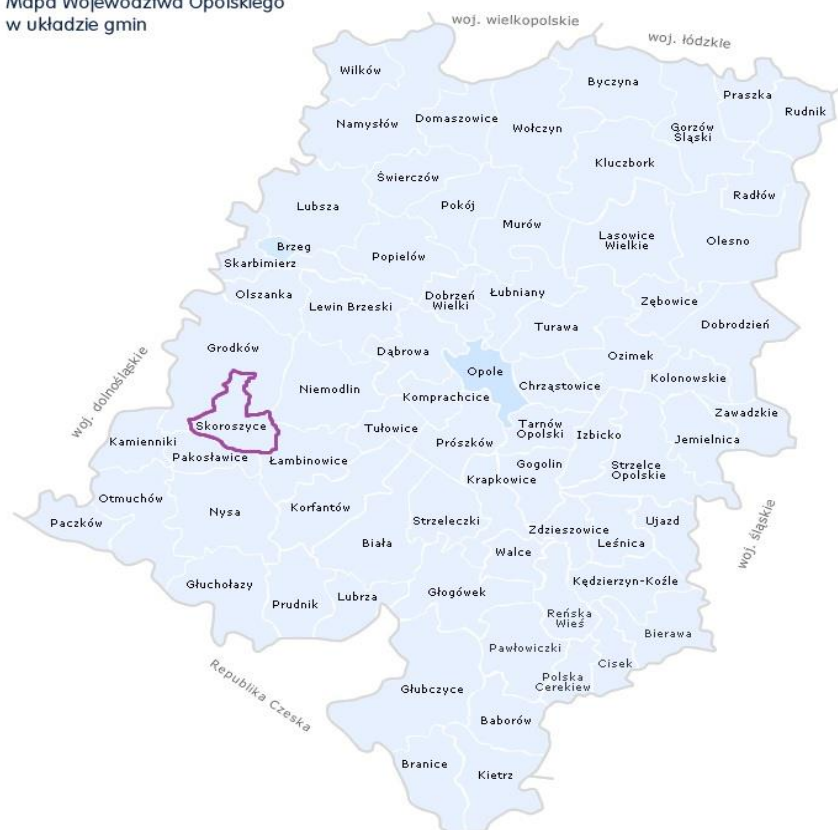 Mapa Województwa Opolskiego
w układzie gmin
woj. wielkopolskie
woj. łódzkie
Wilków
Byczyna
Praszka
Rudnik
Namysłów
Domaszowice
Wołczyn
Gorzów
Śląski
Kluczbork
Świerczów
Radłów
Lubsza
Pokój
Murów
Lasowice
Wielkie
Olesno
Brzeg
Skarbimierz
Popielów
Olszanka
Lewin Brzeski
Dobrzeń
Wielki
Łubniany
Zębowice
Turawa
Dobrodzień
Grodków
Dąbrowa
Ozimek
woj. dolnośląskie
Opole
Chrząstowice
Kolonowskie
Niemodlin
Komprachcice
Zawadzkie
Skoroszyce
Tułowice
Tarnów
Opolski
Izbicko
Jemielnica
Kamienniki
Prószków
Pakosławice
Łambinowice
Gogolin
Strzelce
Opolskie
Krapkowice
Otmuchów
Paczków
Nysa
Korfantów
Strzeleczki
Zdzieszowice
Ujazd
Leśnica
woj. śląskie
Biała
Walce
Głuchołazy
Prudnik
Lubrza
Głogówek
Kędzierzyn-Koźle
Reńska
Wieś
Bierawa
Pawłowiczki
Cisek
Polska
Cerekiew
Republika Czeska
Głubczyce
Baborów
Branice
Kietrz